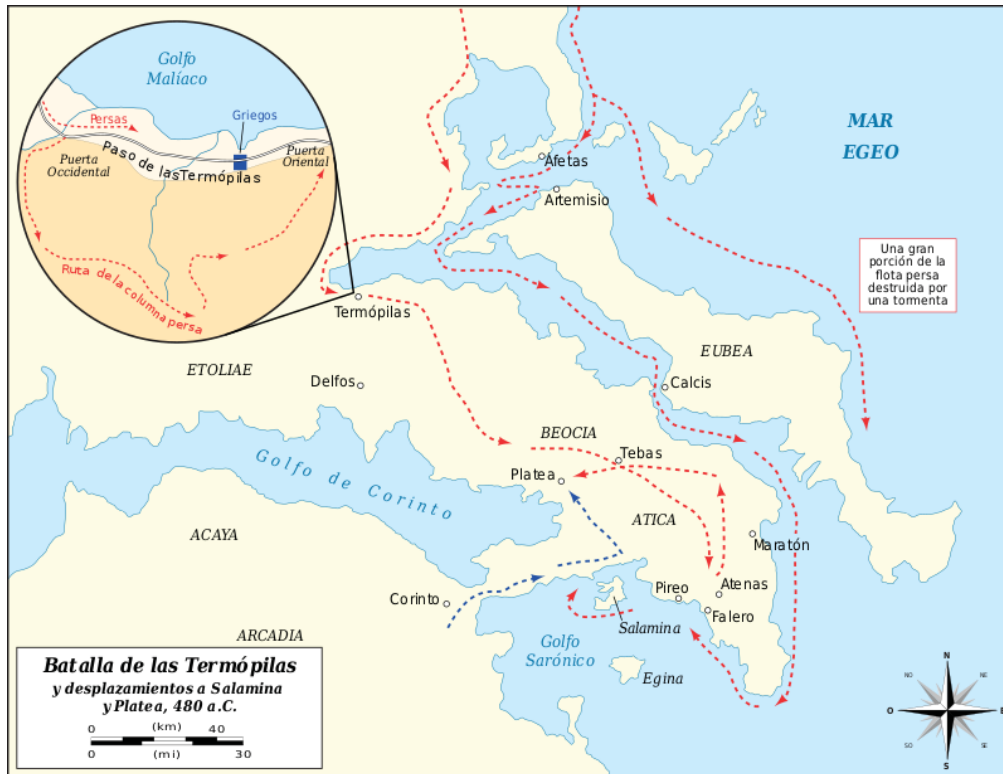 Golfo
Malíaco
Persas
Griegos
Puerta
Occidental
Paso de las Termópilas
Puerta
Oriental
Ruta de la columna persa
MAR
EGEO
Afetas
Artemisio
Una gran
porción de la
flota persa
destruida por
una tormenta
Termópilas
ETOLIAE
Delfos
EUBEA
Calcis
BEOCIA
Tebas
Platea
Golfo de Corinto
ATICA
ACAYA
Maratón
Corinto
Pireo
Atenas
Falero
Salamina
ARCADIA
Golfo
Sarónico
Egina
Batalla de las Termópilas
y desplazamientos a Salamina
y Platea, 480 a.C.
0 (km) 40
0 (mi) 30
N
NO NE
O E
SO SE
S